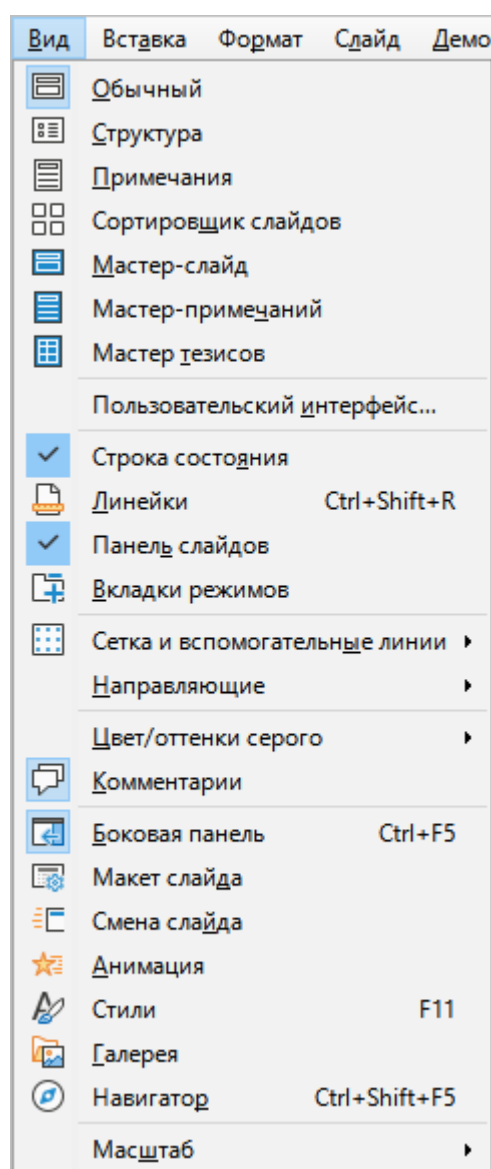 Вид Вставка Формат Слайд Демо
Обычный
Структура
Примечания
Сортировщик слайдов
Мастер-слайд
Мастер-примечаний
Мастер тезисов
Пользовательский интерфейс...
Строка состояния
Линейки Ctrl+Shift+R
Панель слайдов
Вкладки режимов
Сетка и вспомогательные линии
Направляющие
Цвет/оттенки серого
Комментарии
Боковая панель Ctrl+F5
Макет слайда
Смена слайда
Анимация
Стили F11
Галерея
Навигатор Ctrl+Shift+F5
Масштаб